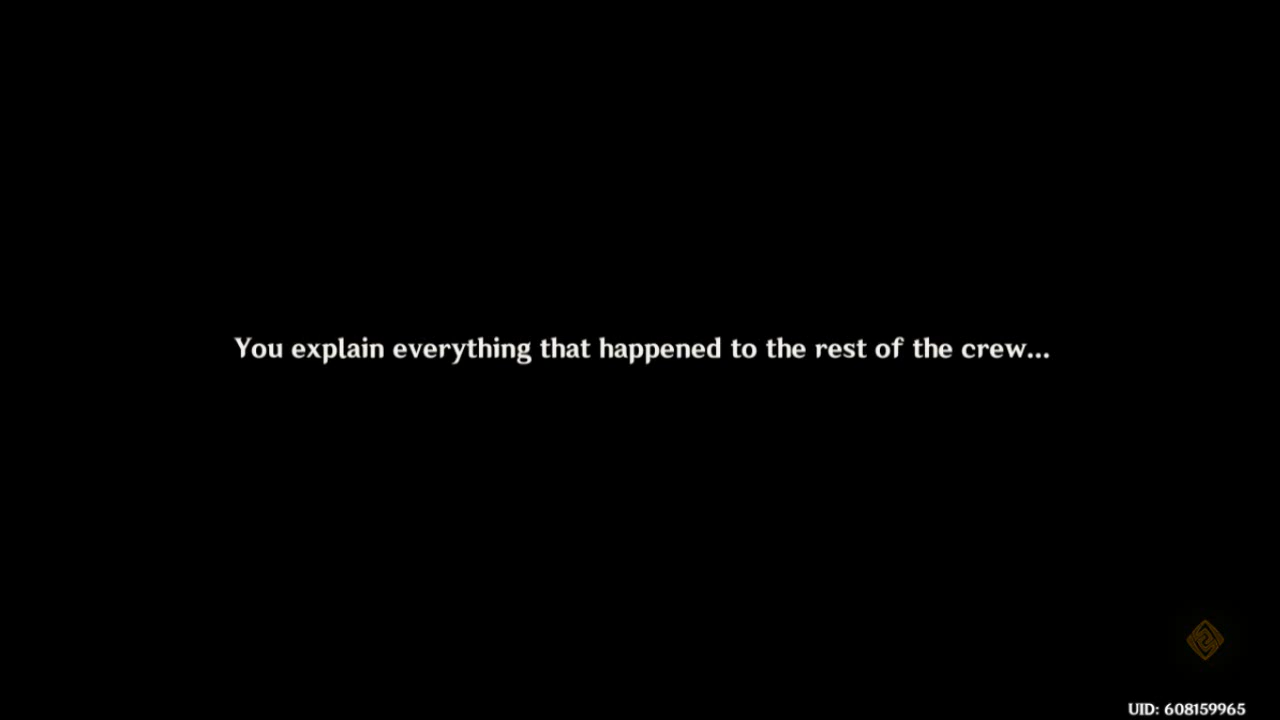 You explain everything that happened to the rest of the crew...
UID: 608159965